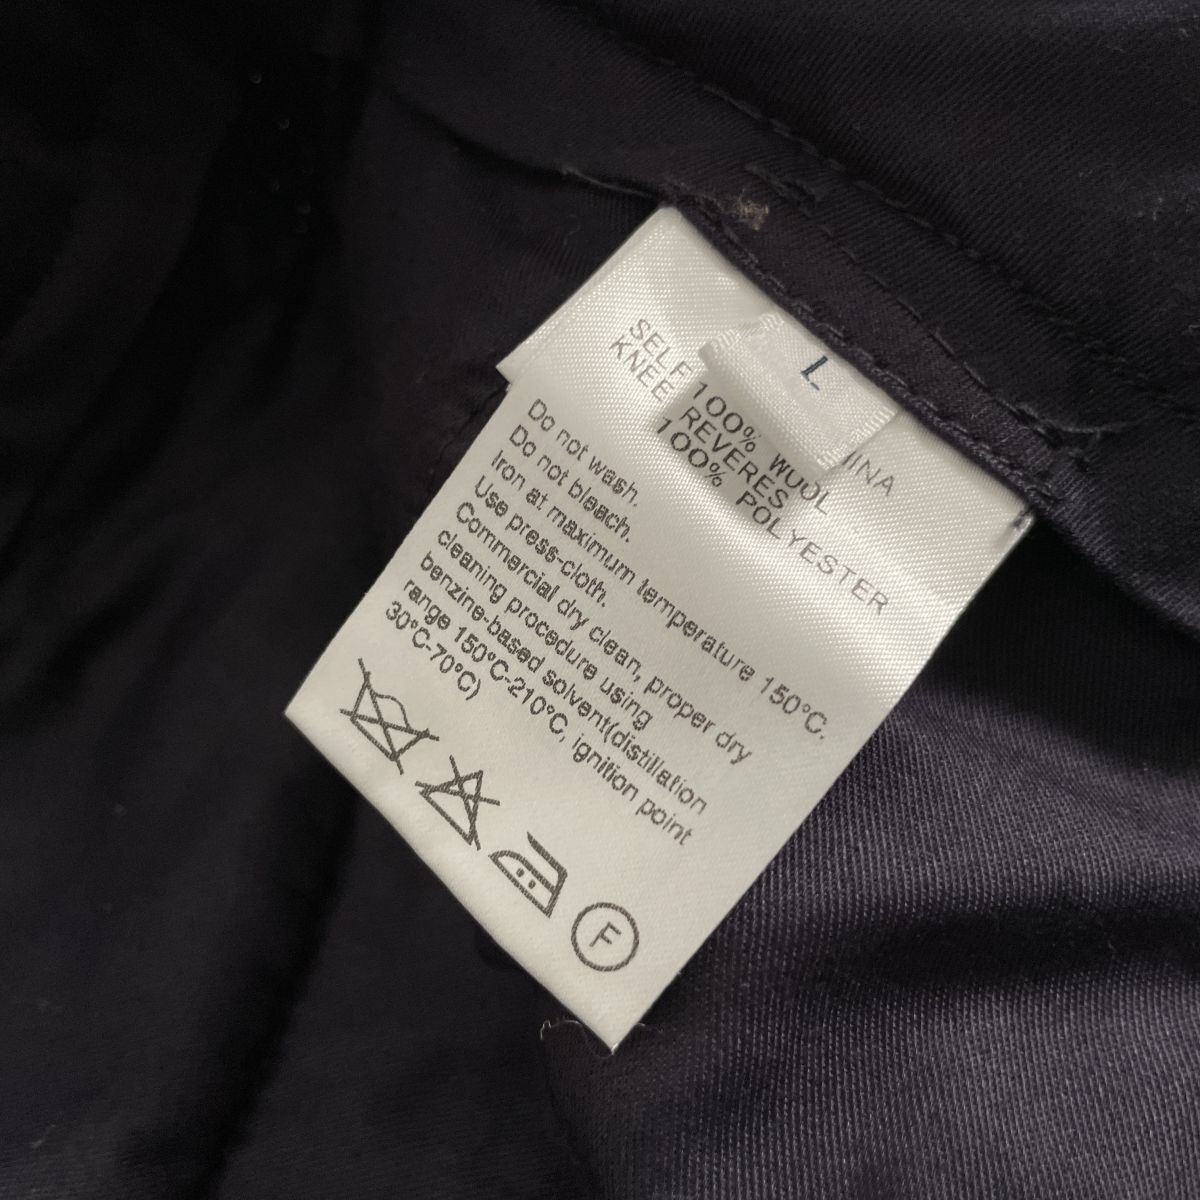 L
INA
SELF 100% WOOL
KNEE REVERES
100% POLYESTER
Do not wash.
Do not bleach.
Iron at maximum temperature 150°C.
Use press-cloth.
Commercial dry clean, proper dry
cleaning procedure using
benzine-based solvent(distillation
range 150°C-210°C, ignition point
30°C-70°C)
F